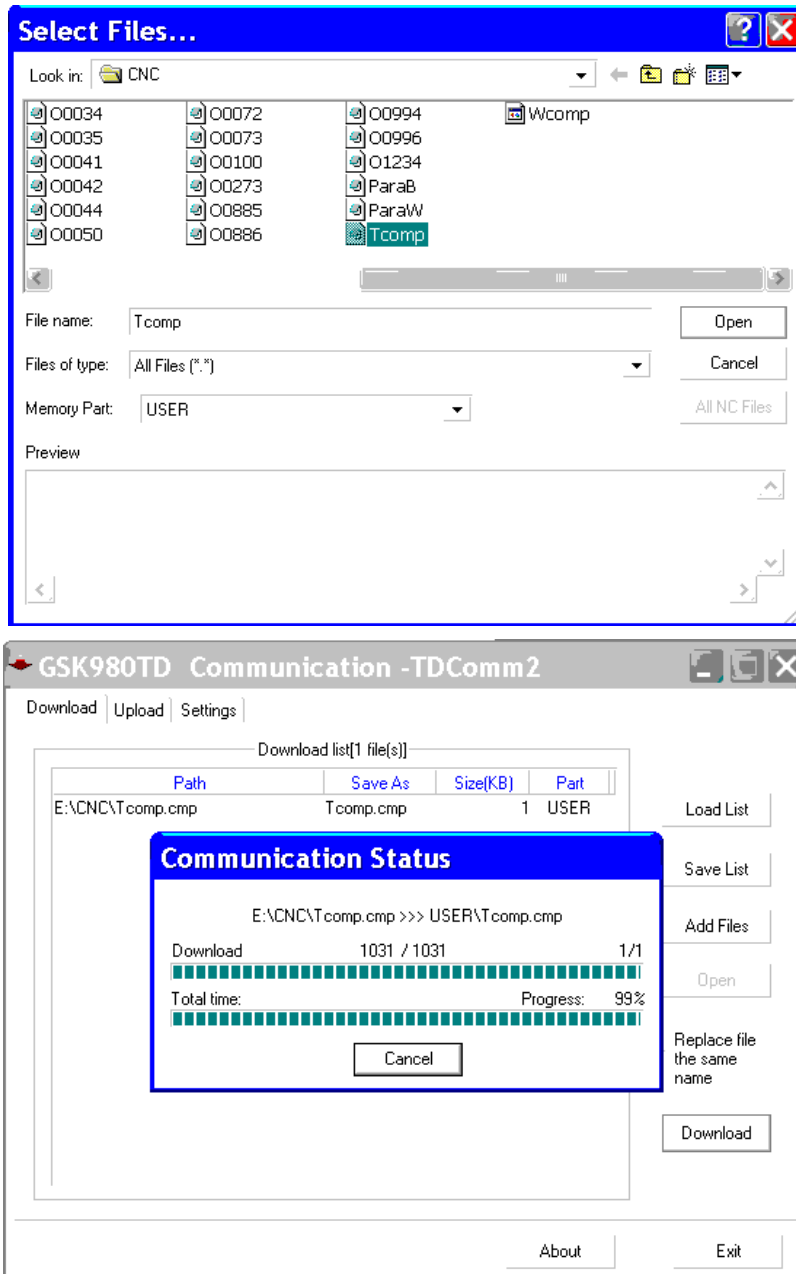 Select Files...
Look in: CNC
O0034 O0072 O0994 Wcomp
O0035 O0073 O0996
O0041 O0100 O1234
O0042 O0273 ParaB
O0044 O0885 ParaW
O0050 O0886 Tcomp
File name: Tcomp Open
Files of type: All Files (*.*) Cancel
Memory Part: USER All NC Files
Preview
GSK980TD Communication -TDComm2
Download Upload Settings
Download list[1 file(s)]
Path Save As Size(KB) Part
E:\CNC\Tcomp.cmp Tcomp.cmp 1 USER
Load List
Communication Status
Save List
E:\CNC\Tcomp.cmp >>> USER\Tcomp.cmp
Add Files
Download 1031 / 1031 1/1
Open
Total time: Progress: 99%
Cancel
Replace file
the same
name
Download
About Exit